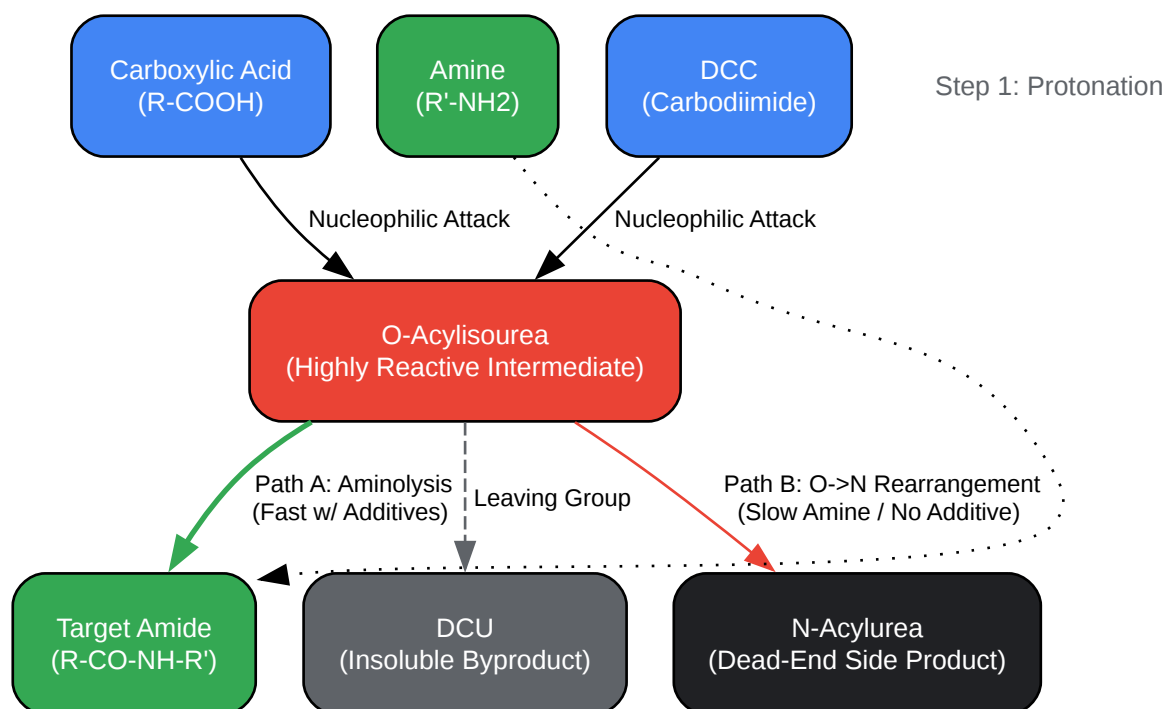 Carboxylic Acid
(R-COOH)
Amine
(R'-NH2)
DCC
(Carbodiimide)
Step 1: Protonation
Nucleophilic Attack
Nucleophilic Attack
O-Acylisourea
(Highly Reactive Intermediate)
Path A: Aminolysis
(Fast w/ Additives)
Leaving Group
Path B: O->N Rearrangement
(Slow Amine / No Additive)
Target Amide
(R-CO-NH-R')
DCU
(Insoluble Byproduct)
N-Acylurea
(Dead-End Side Product)